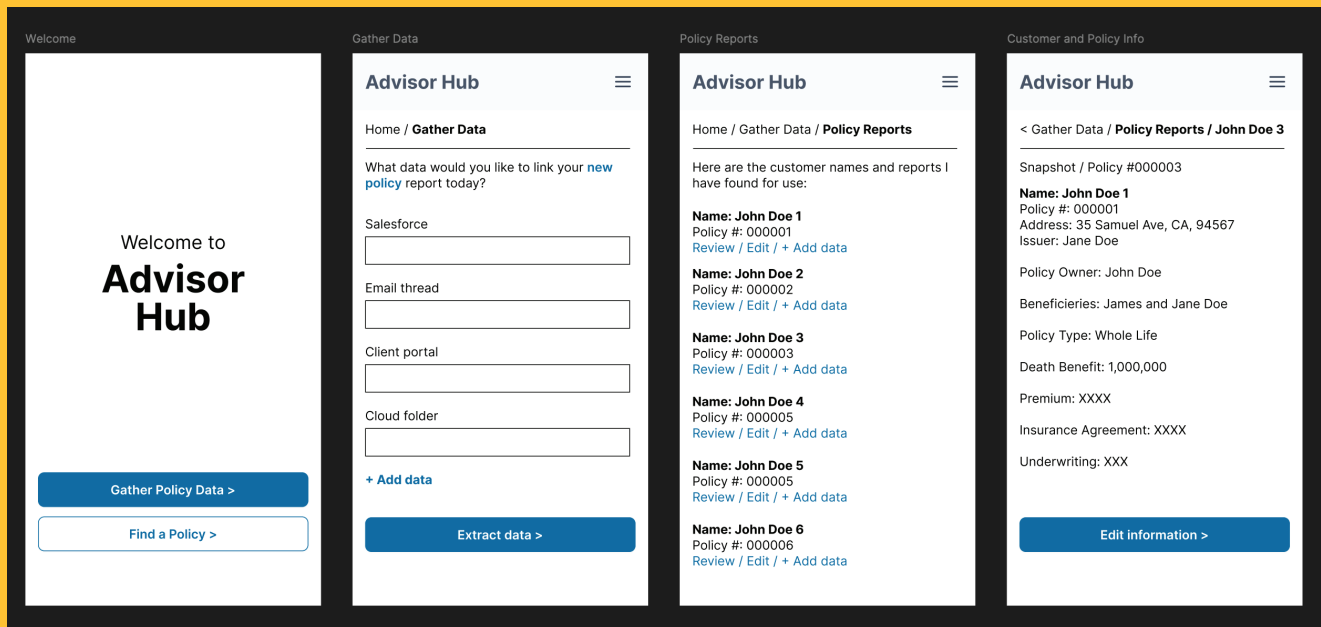 Welcome
Welcome to
Advisor
Hub
Gather Policy Data >
Find a Policy >
Gather Data
Advisor Hub
Home / Gather Data
What data would you like to link your new
policy report today?
Salesforce
Email thread
Client portal
Cloud folder
+ Add data
Extract data >
Policy Reports
Advisor Hub
Home / Gather Data / Policy Reports
Here are the customer names and reports I
have found for use:
Name: John Doe 1
Policy #: 000001
Review / Edit / + Add data
Name: John Doe 2
Policy #: 000002
Review / Edit / + Add data
Name: John Doe 3
Policy #: 000003
Review / Edit / + Add data
Name: John Doe 4
Policy #: 000005
Review / Edit / + Add data
Name: John Doe 5
Policy #: 000005
Review / Edit / + Add data
Name: John Doe 6
Policy #: 000006
Review / Edit / + Add data
Customer and Policy Info
Advisor Hub
< Gather Data / Policy Reports / John Doe 3
Snapshot / Policy #000003
Name: John Doe 1
Policy #: 000001
Address: 35 Samuel Ave, CA, 94567
Issuer: Jane Doe
Policy Owner: John Doe
Beneficieries: James and Jane Doe
Policy Type: Whole Life
Death Benefit: 1,000,000
Premium: XXXX
Insurance Agreement: XXXX
Underwriting: XXX
Edit information >